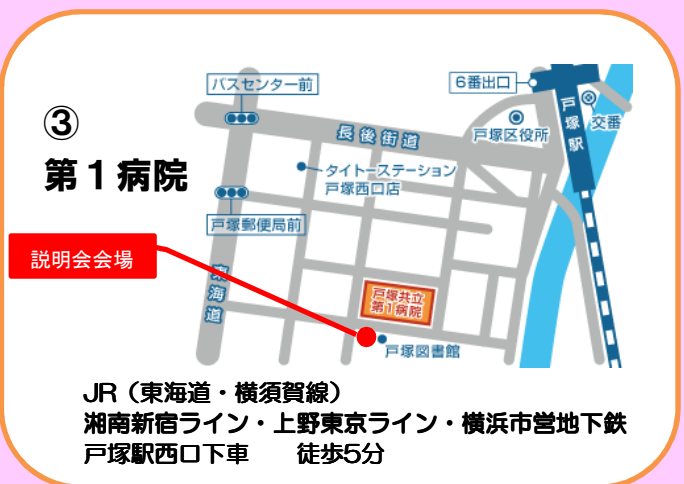 ③
第１病院
説明会会場
バスセンター前
6番出口
長後街道
戸塚区役所
戸塚駅
交番
タイトーステーション
戸塚西口店
戸塚郵便局前
東海道
戸塚共立
第1病院
戸塚図書館
JR（東海道・横須賀線）
湘南新宿ライン・上野東京ライン・横浜市営地下鉄
戸塚駅西口下車　　徒歩5分